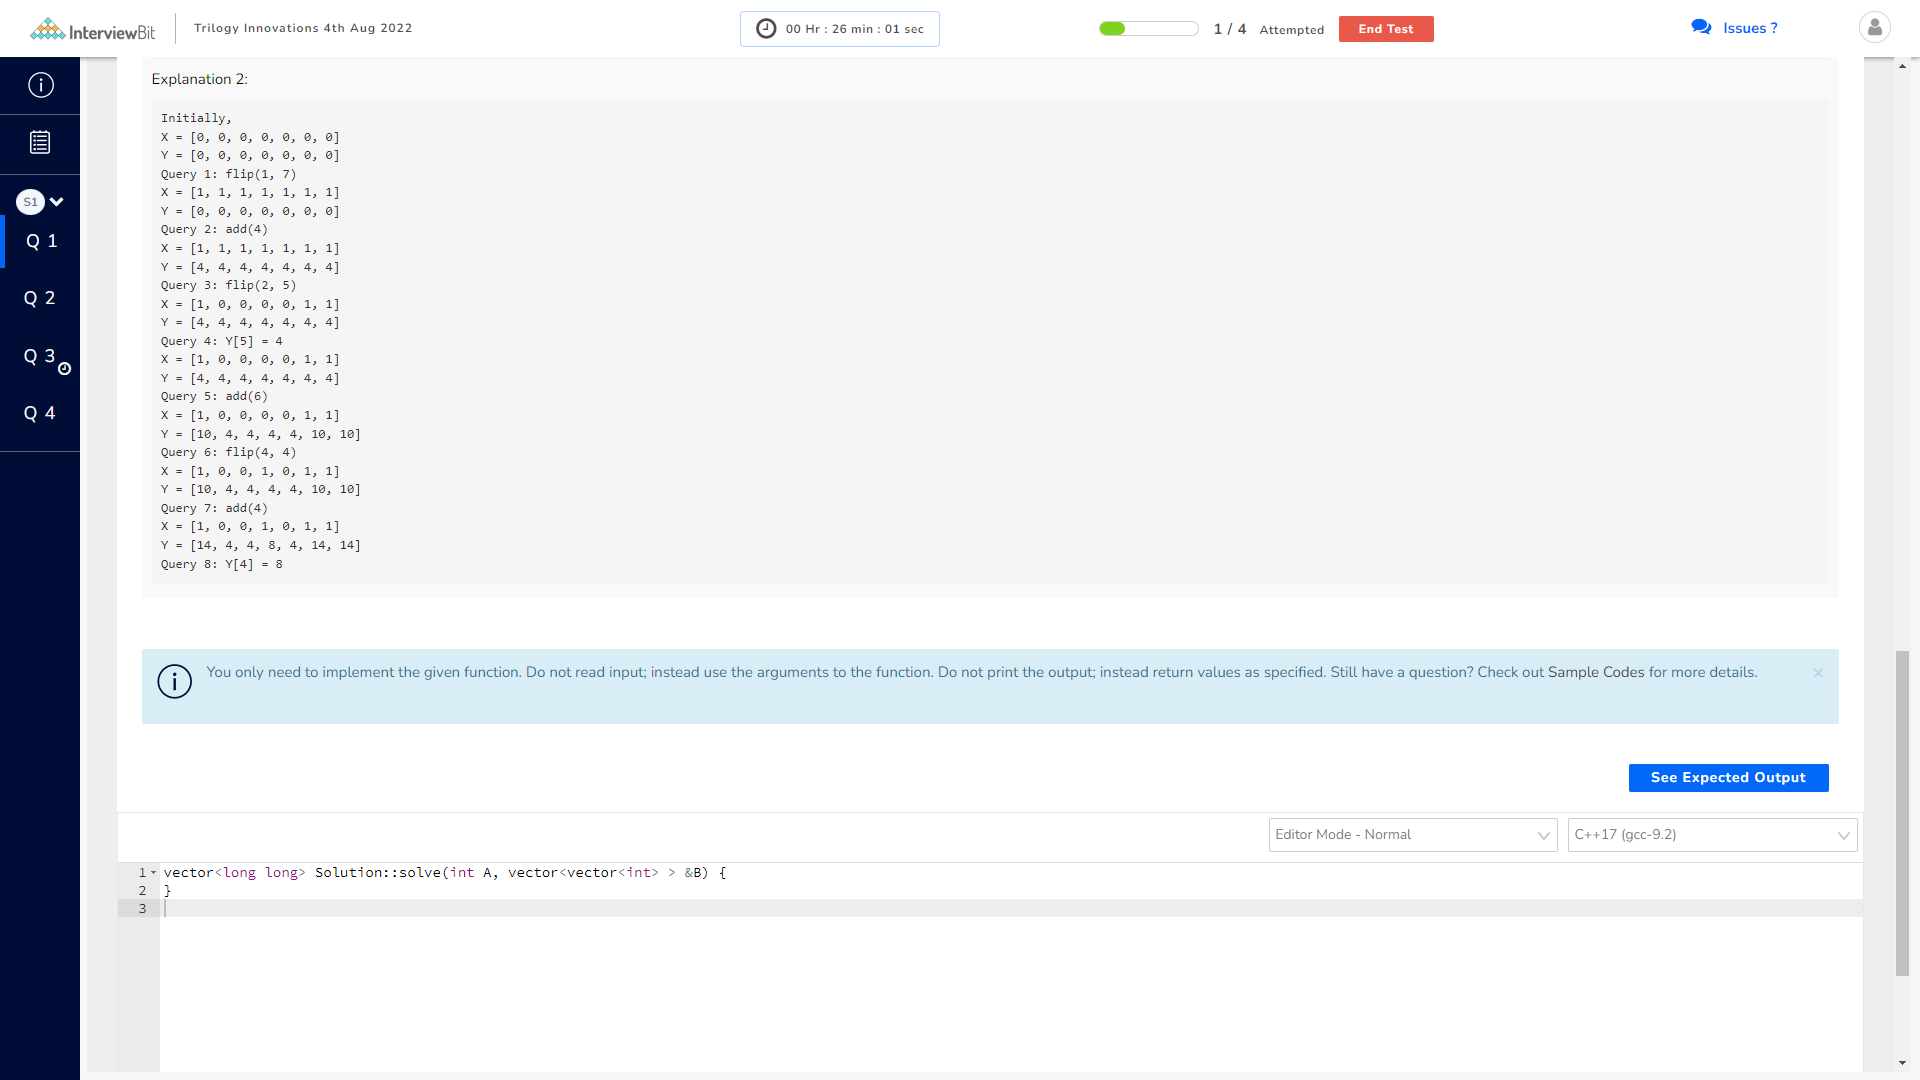 InterviewBit
Trilogy Innovations 4th Aug 2022
00 Hr : 26 min : 01 sec
1 / 4 Attempted
End Test
Issues ?
S1
Q 1
Q 2
Q 3
Q 4
Explanation 2:
Initially,
X = [0, 0, 0, 0, 0, 0, 0]
Y = [0, 0, 0, 0, 0, 0, 0]
Query 1: flip(1, 7)
X = [1, 1, 1, 1, 1, 1, 1]
Y = [0, 0, 0, 0, 0, 0, 0]
Query 2: add(4)
X = [1, 1, 1, 1, 1, 1, 1]
Y = [4, 4, 4, 4, 4, 4, 4]
Query 3: flip(2, 5)
X = [1, 0, 0, 0, 0, 1, 1]
Y = [4, 4, 4, 4, 4, 4, 4]
Query 4: Y[5] = 4
X = [1, 0, 0, 0, 0, 1, 1]
Y = [4, 4, 4, 4, 4, 4, 4]
Query 5: add(6)
X = [1, 0, 0, 0, 0, 1, 1]
Y = [10, 4, 4, 4, 4, 10, 10]
Query 6: flip(4, 4)
X = [1, 0, 0, 1, 0, 1, 1]
Y = [10, 4, 4, 4, 4, 10, 10]
Query 7: add(4)
X = [1, 0, 0, 1, 0, 1, 1]
Y = [14, 4, 4, 8, 4, 14, 14]
Query 8: Y[4] = 8
You only need to implement the given function. Do not read input; instead use the arguments to the function. Do not print the output; instead return values as specified. Still have a question? Check out Sample Codes for more details.
See Expected Output
Editor Mode - Normal
C++17 (gcc-9.2)
1 vector<long long> Solution::solve(int A, vector<vector<int> > &B) {
2 }
3